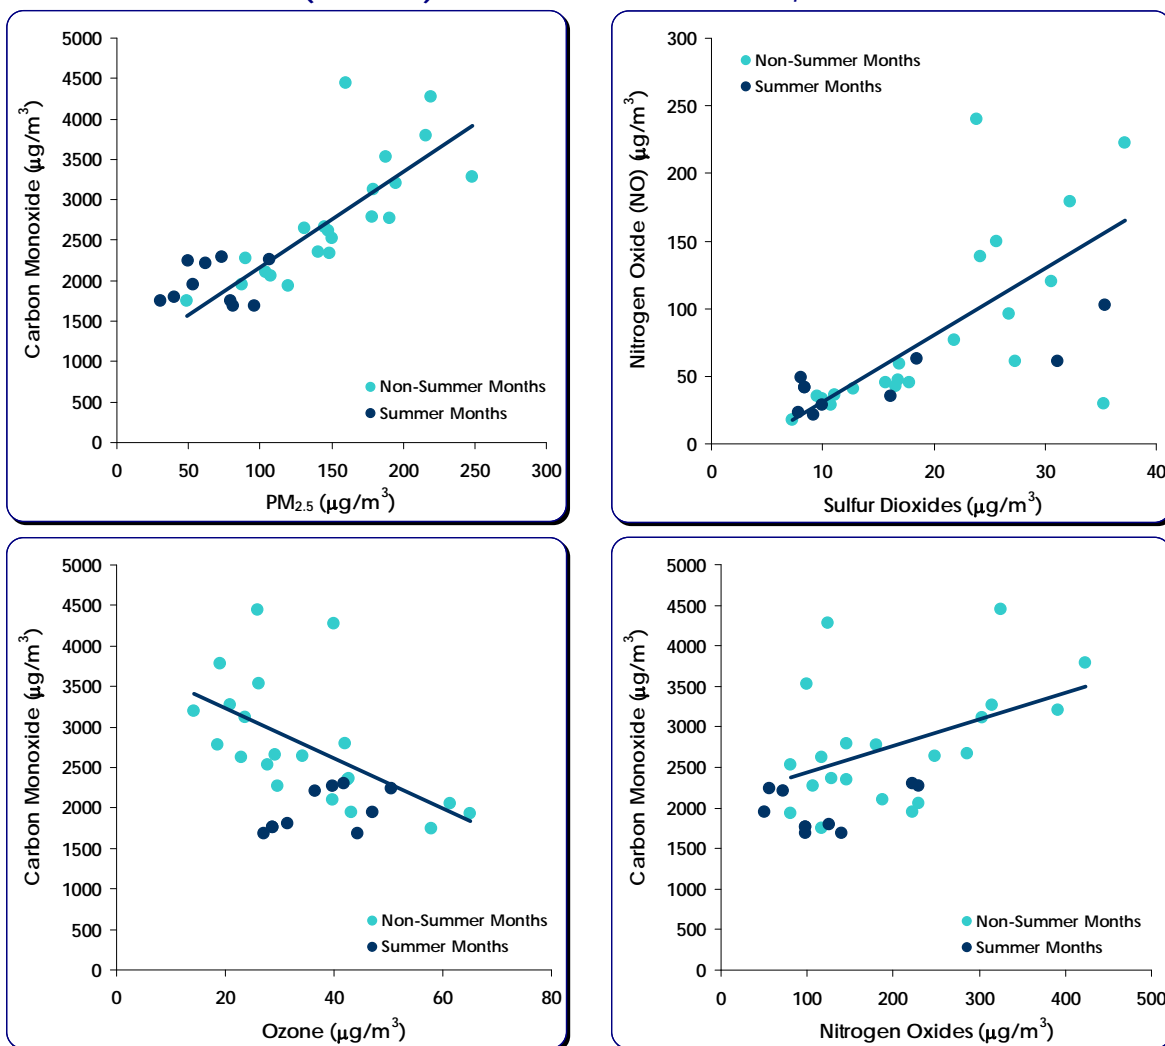 5000
4500
4000
3500
3000
2500
2000
1500
1000
500
0
Carbon Monoxide (μg/m³)
Non-Summer Months
Summer Months
0 50 100 150 200 250 300
PM₂.₅ (μg/m³)
300
250
200
150
100
50
0
Nitrogen Oxide (NO) (μg/m³)
Non-Summer Months
Summer Months
0 10 20 30 40
Sulfur Dioxides (μg/m³)
5000
4500
4000
3500
3000
2500
2000
1500
1000
500
0
Carbon Monoxide (μg/m³)
Non-Summer Months
Summer Months
0 20 40 60 80
Ozone (μg/m³)
5000
4500
4000
3500
3000
2500
2000
1500
1000
500
0
Carbon Monoxide (μg/m³)
Non-Summer Months
Summer Months
0 100 200 300 400 500
Nitrogen Oxides (μg/m³)